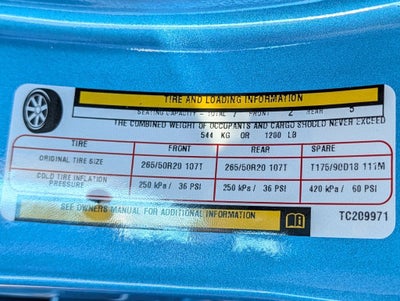 TIRE AND LOADING INFORMATION
SEATING CAPACITY - TOTAL 7 FRONT 2 REAR 5
THE COMBINED WEIGHT OF OCCUPANTS AND CARGO SHOULD NEVER EXCEED
544 KG OR 1200 LB
TIRE FRONT REAR SPARE
ORIGINAL TIRE SIZE 265/50R20 107T 265/50R20 107T T175/90D18 111M
COLD TIRE INFLATION
PRESSURE 250 kPa / 36 PSI 250 kPa / 36 PSI 420 kPa / 60 PSI
SEE OWNERS MANUAL FOR ADDITIONAL INFORMATION
TC209971